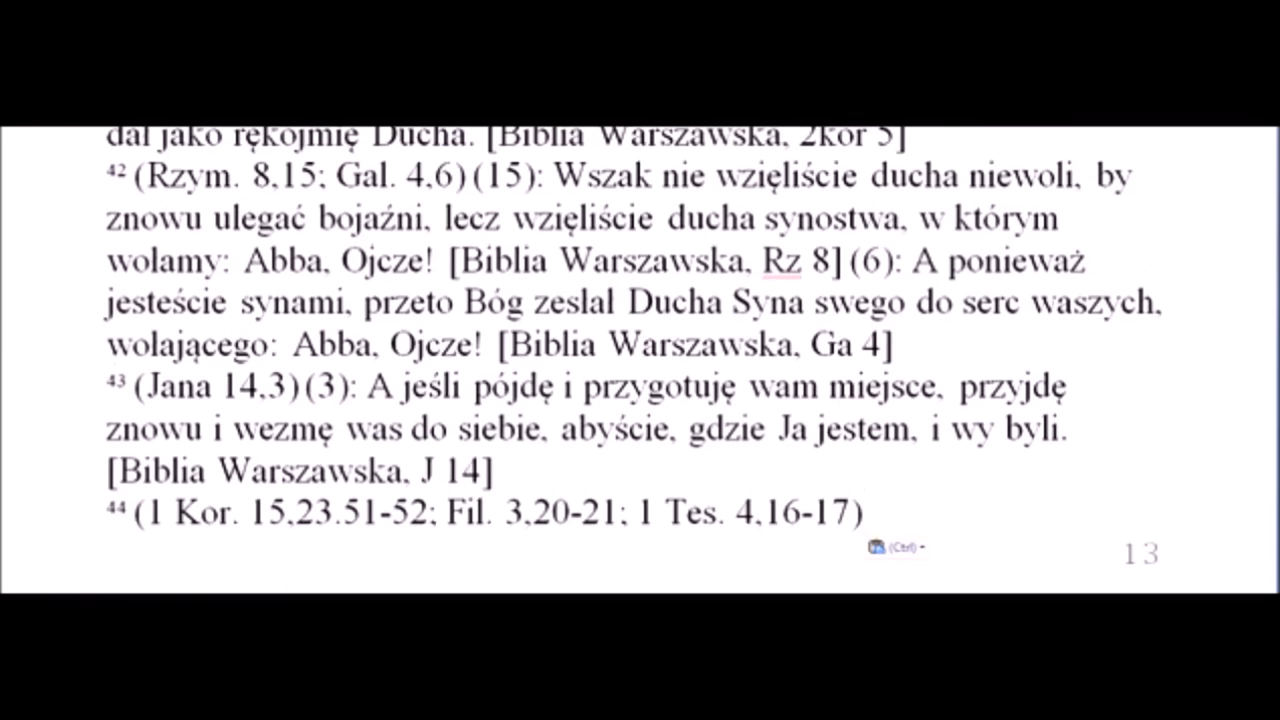 dał jako rękojmię Ducha. [Biblia Warszawska, 2kor 5]
⁴² (Rzym. 8,15; Gal. 4,6) (15): Wszak nie wzięliście ducha niewoli, by
znowu ulegać bojaźni, lecz wzięliście ducha synostwa, w którym
wołamy: Abba, Ojcze! [Biblia Warszawska, Rz 8] (6): A ponieważ
jesteście synami, przeto Bóg zesłał Ducha Syna swego do serc waszych,
wołającego: Abba, Ojcze! [Biblia Warszawska, Ga 4]
⁴³ (Jana 14,3) (3): A jeśli pójdę i przygotuję wam miejsce, przyjdę
znowu i wezmę was do siebie, abyście, gdzie Ja jestem, i wy byli.
[Biblia Warszawska, J 14]
⁴⁴ (1 Kor. 15,23.51-52; Fil. 3,20-21; 1 Tes. 4,16-17)
(Ctrl)
13